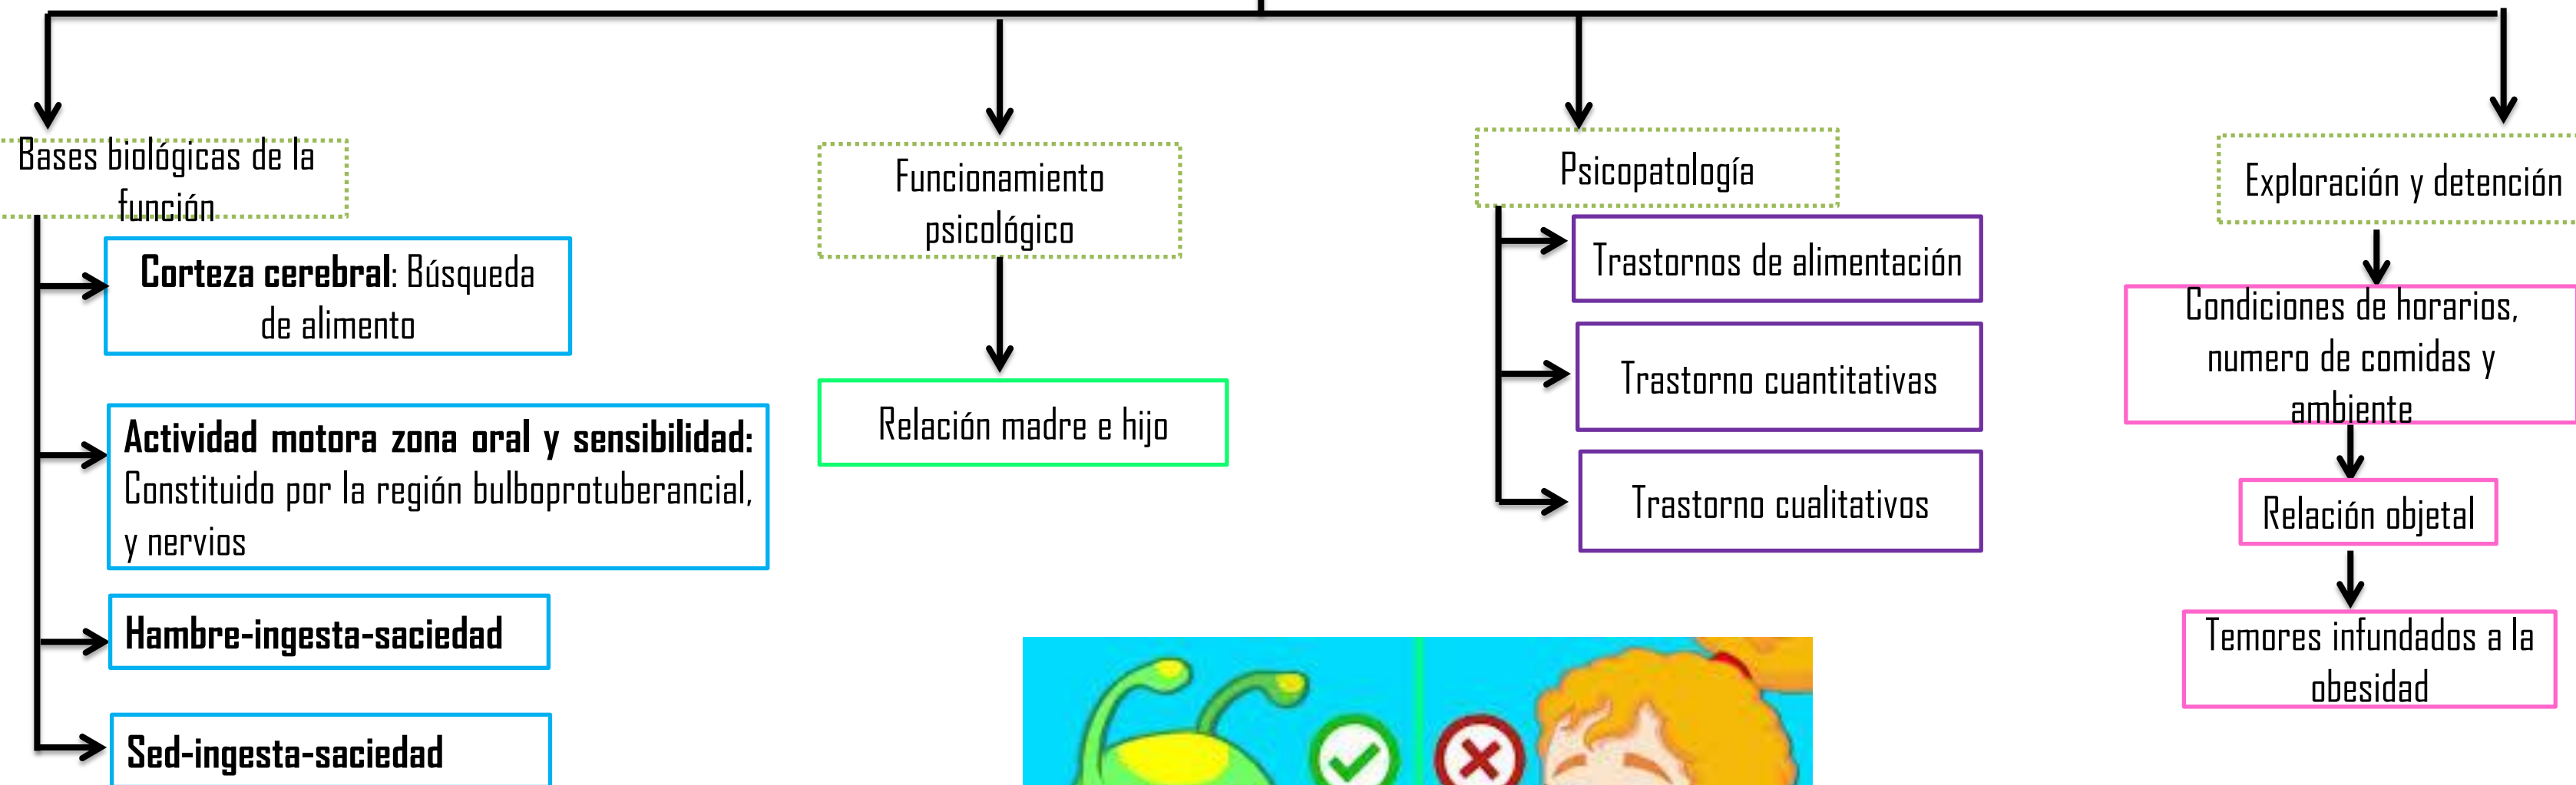 Bases biológicas de la
función
Corteza cerebral: Búsqueda
de alimento
Actividad motora zona oral y sensibilidad:
Constituido por la región bulboprotuberancial,
y nervios
Hambre-ingesta-saciedad
Sed-ingesta-saciedad
Funcionamiento
psicológico
Relación madre e hijo
Psicopatología
Trastornos de alimentación
Trastorno cuantitativas
Trastorno cualitativos
Exploración y detención
Condiciones de horarios,
numero de comidas y
ambiente
Relación objetal
Temores infundados a la
obesidad